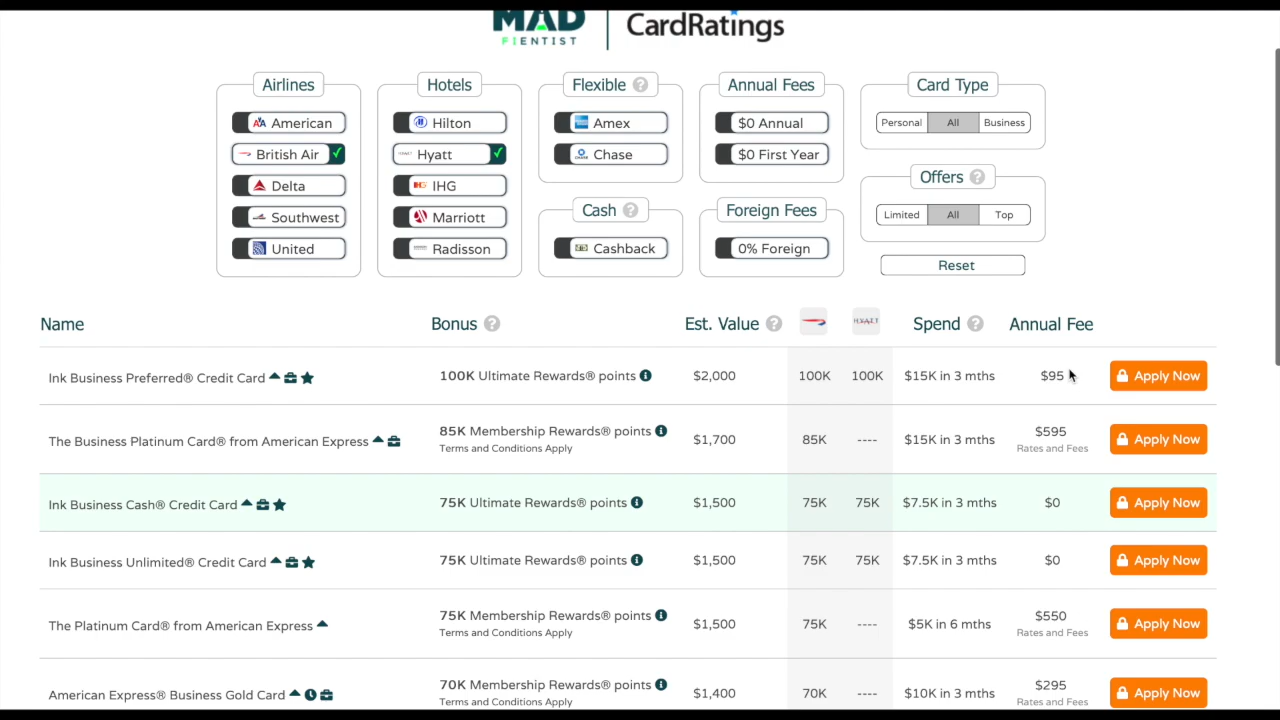 MAD
FIENTIST
CardRatings
Airlines
American
British Air
Delta
Southwest
United
Hotels
Hilton
Hyatt
IHG
Marriott
Radisson
Flexible ?
Amex
Chase
Cash ?
Cashback
Annual Fees
$0 Annual
$0 First Year
Foreign Fees
0% Foreign
Card Type
Personal All Business
Offers ?
Limited All Top
Reset
Name Bonus ? Est. Value ? HYATT Spend ? Annual Fee
Ink Business Preferred® Credit Card 100K Ultimate Rewards® points $2,000 100K 100K $15K in 3 mths $95 Apply Now
The Business Platinum Card® from American Express 85K Membership Rewards® points $1,700 85K ---- $15K in 3 mths $595 Apply Now
Terms and Conditions Apply Rates and Fees
Ink Business Cash® Credit Card 75K Ultimate Rewards® points $1,500 75K 75K $7.5K in 3 mths $0 Apply Now
Ink Business Unlimited® Credit Card 75K Ultimate Rewards® points $1,500 75K 75K $7.5K in 3 mths $0 Apply Now
The Platinum Card® from American Express 75K Membership Rewards® points $1,500 75K ---- $5K in 6 mths $550 Apply Now
Terms and Conditions Apply Rates and Fees
American Express® Business Gold Card 70K Membership Rewards® points $1,400 70K ---- $10K in 3 mths $295 Apply Now
Terms and Conditions Apply Rates and Fees